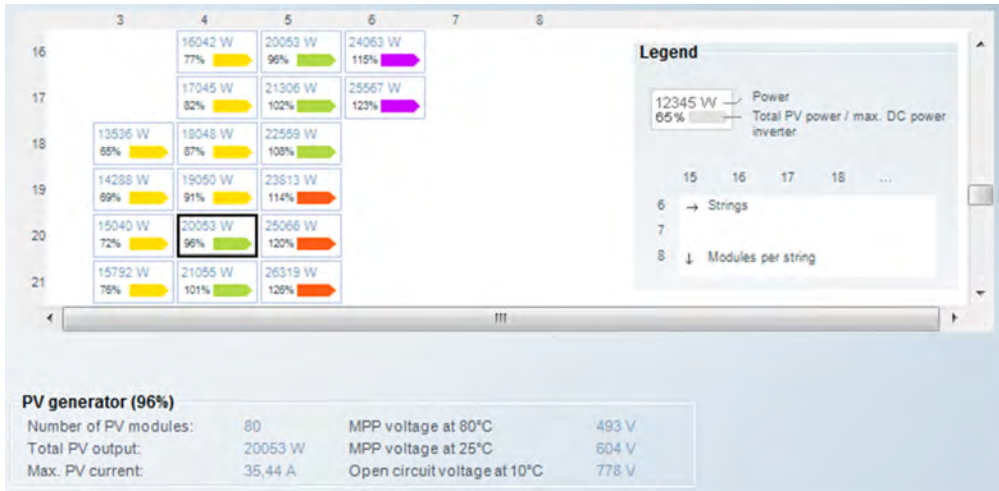 3 4 5 6 7 8
16 16042 W 20053 W 24063 W
77% 96% 115%
17 17045 W 21306 W 25567 W
82% 102% 123%
18 13536 W 18048 W 22559 W
65% 87% 108%
19 14288 W 19050 W 23813 W
69% 91% 114%
20 15040 W 20053 W 25066 W
72% 96% 120%
21 15792 W 21055 W 26319 W
76% 101% 126%
Legend
12345 W Power
65% Total PV power / max. DC power
inverter
15 16 17 18 ...
6 → Strings
7
8 ↓ Modules per string
PV generator (96%)
Number of PV modules: 80 MPP voltage at 80°C 493 V
Total PV output: 20053 W MPP voltage at 25°C 604 V
Max. PV current: 35,44 A Open circuit voltage at 10°C 778 V